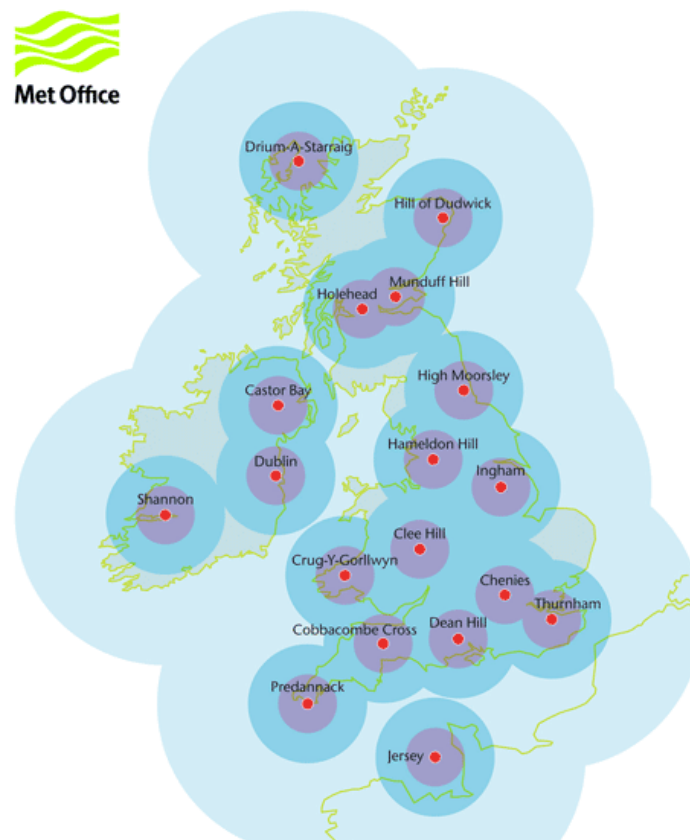 Met Office
Drium-A-Starraig
Hill of Dudwick
Munduff Hill
Holehead
High Moorsley
Castor Bay
Hameldon Hill
Dublin
Ingham
Shannon
Clee Hill
Crug-Y-Gorllwyn
Chenies
Thurnham
Dean Hill
Cobbacombe Cross
Predannack
Jersey